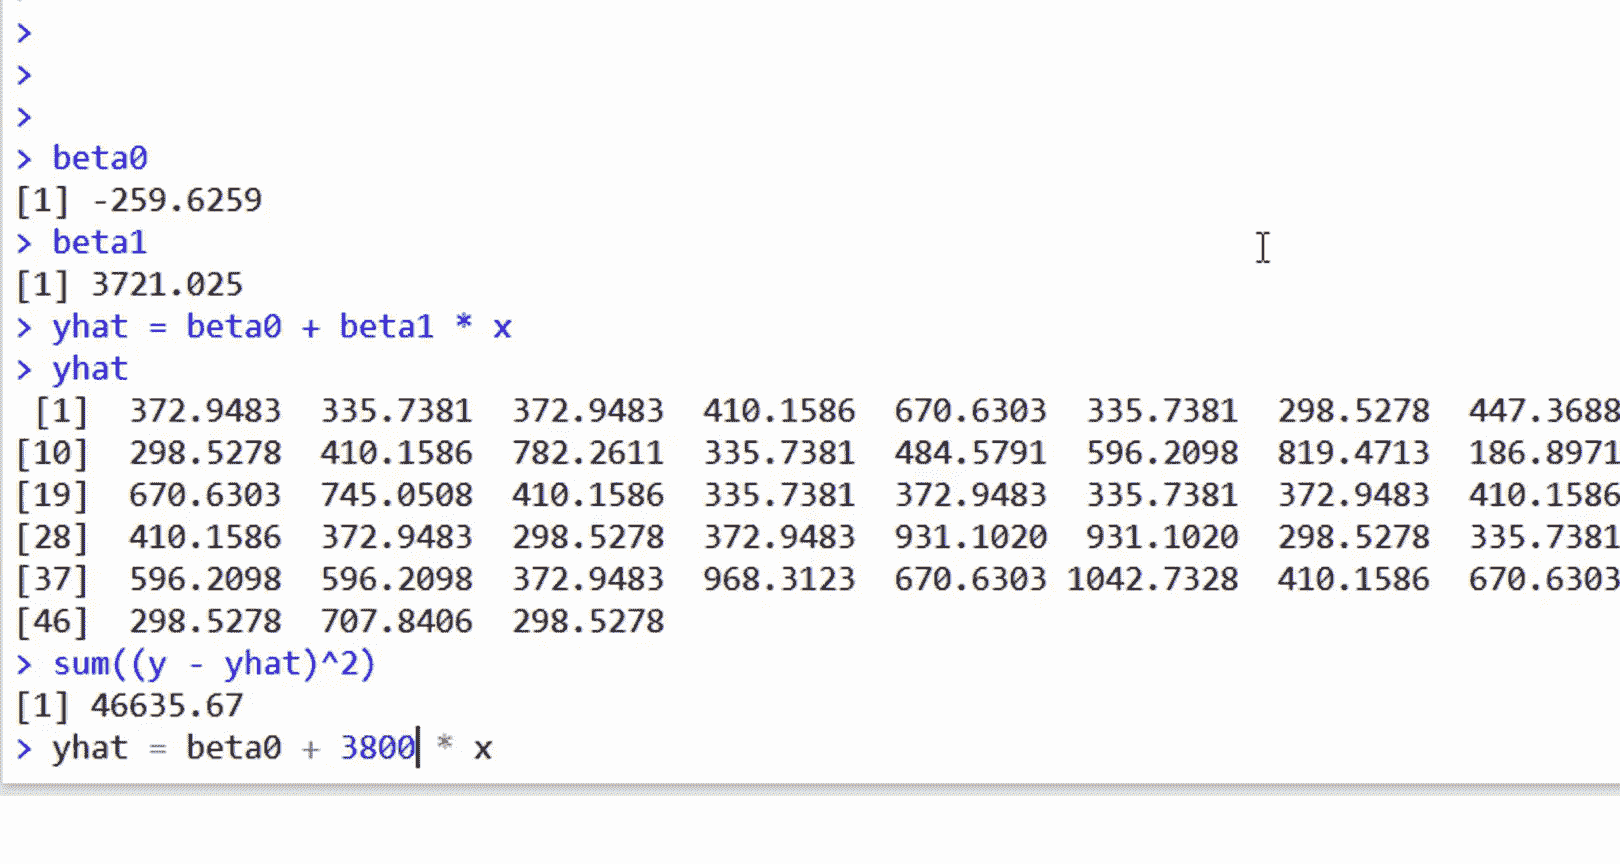 >
>
>
> beta0
[1] -259.6259
> beta1
[1] 3721.025
> yhat = beta0 + beta1 * x
> yhat
[1] 372.9483 335.7381 372.9483 410.1586 670.6303 335.7381 298.5278 447.3688
[10] 298.5278 410.1586 782.2611 335.7381 484.5791 596.2098 819.4713 186.8971
[19] 670.6303 745.0508 410.1586 335.7381 372.9483 335.7381 372.9483 410.1586
[28] 410.1586 372.9483 298.5278 372.9483 931.1020 931.1020 298.5278 335.7381
[37] 596.2098 596.2098 372.9483 968.3123 670.6303 1042.7328 410.1586 670.6303
[46] 298.5278 707.8406 298.5278
> sum((y - yhat)^2)
[1] 46635.67
> yhat = beta0 + 3800 * x